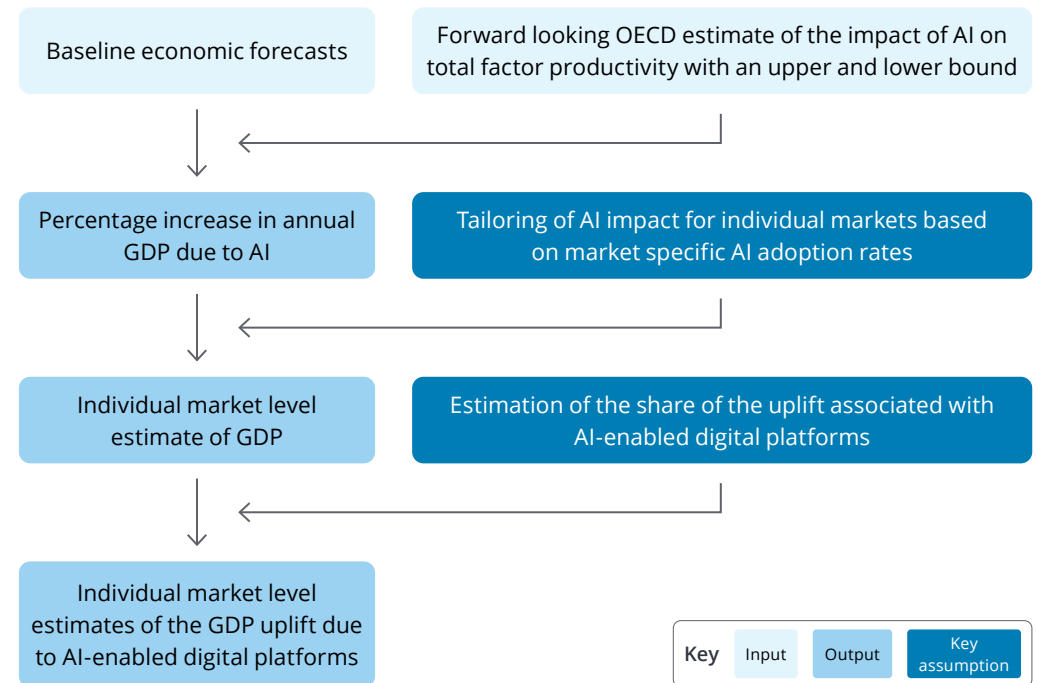 Baseline economic forecasts
Forward looking OECD estimate of the impact of AI on
total factor productivity with an upper and lower bound
Percentage increase in annual
GDP due to AI
Tailoring of AI impact for individual markets based
on market specific AI adoption rates
Individual market level
estimate of GDP
Estimation of the share of the uplift associated with
AI-enabled digital platforms
Individual market level
estimates of the GDP uplift due
to AI-enabled digital platforms
Key
Input
Output
Key
assumption